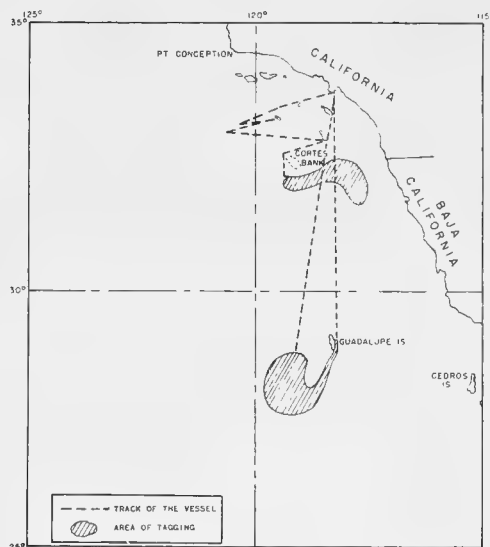 125°
120°
115°
35°
PT CONCEPTION
CALIFORNIA
CORTES
BANK
BAJA
CALIFORNIA
30°
GUADALUPE IS
CEDROS
IS
TRACK OF THE VESSEL
AREA OF TAGGING